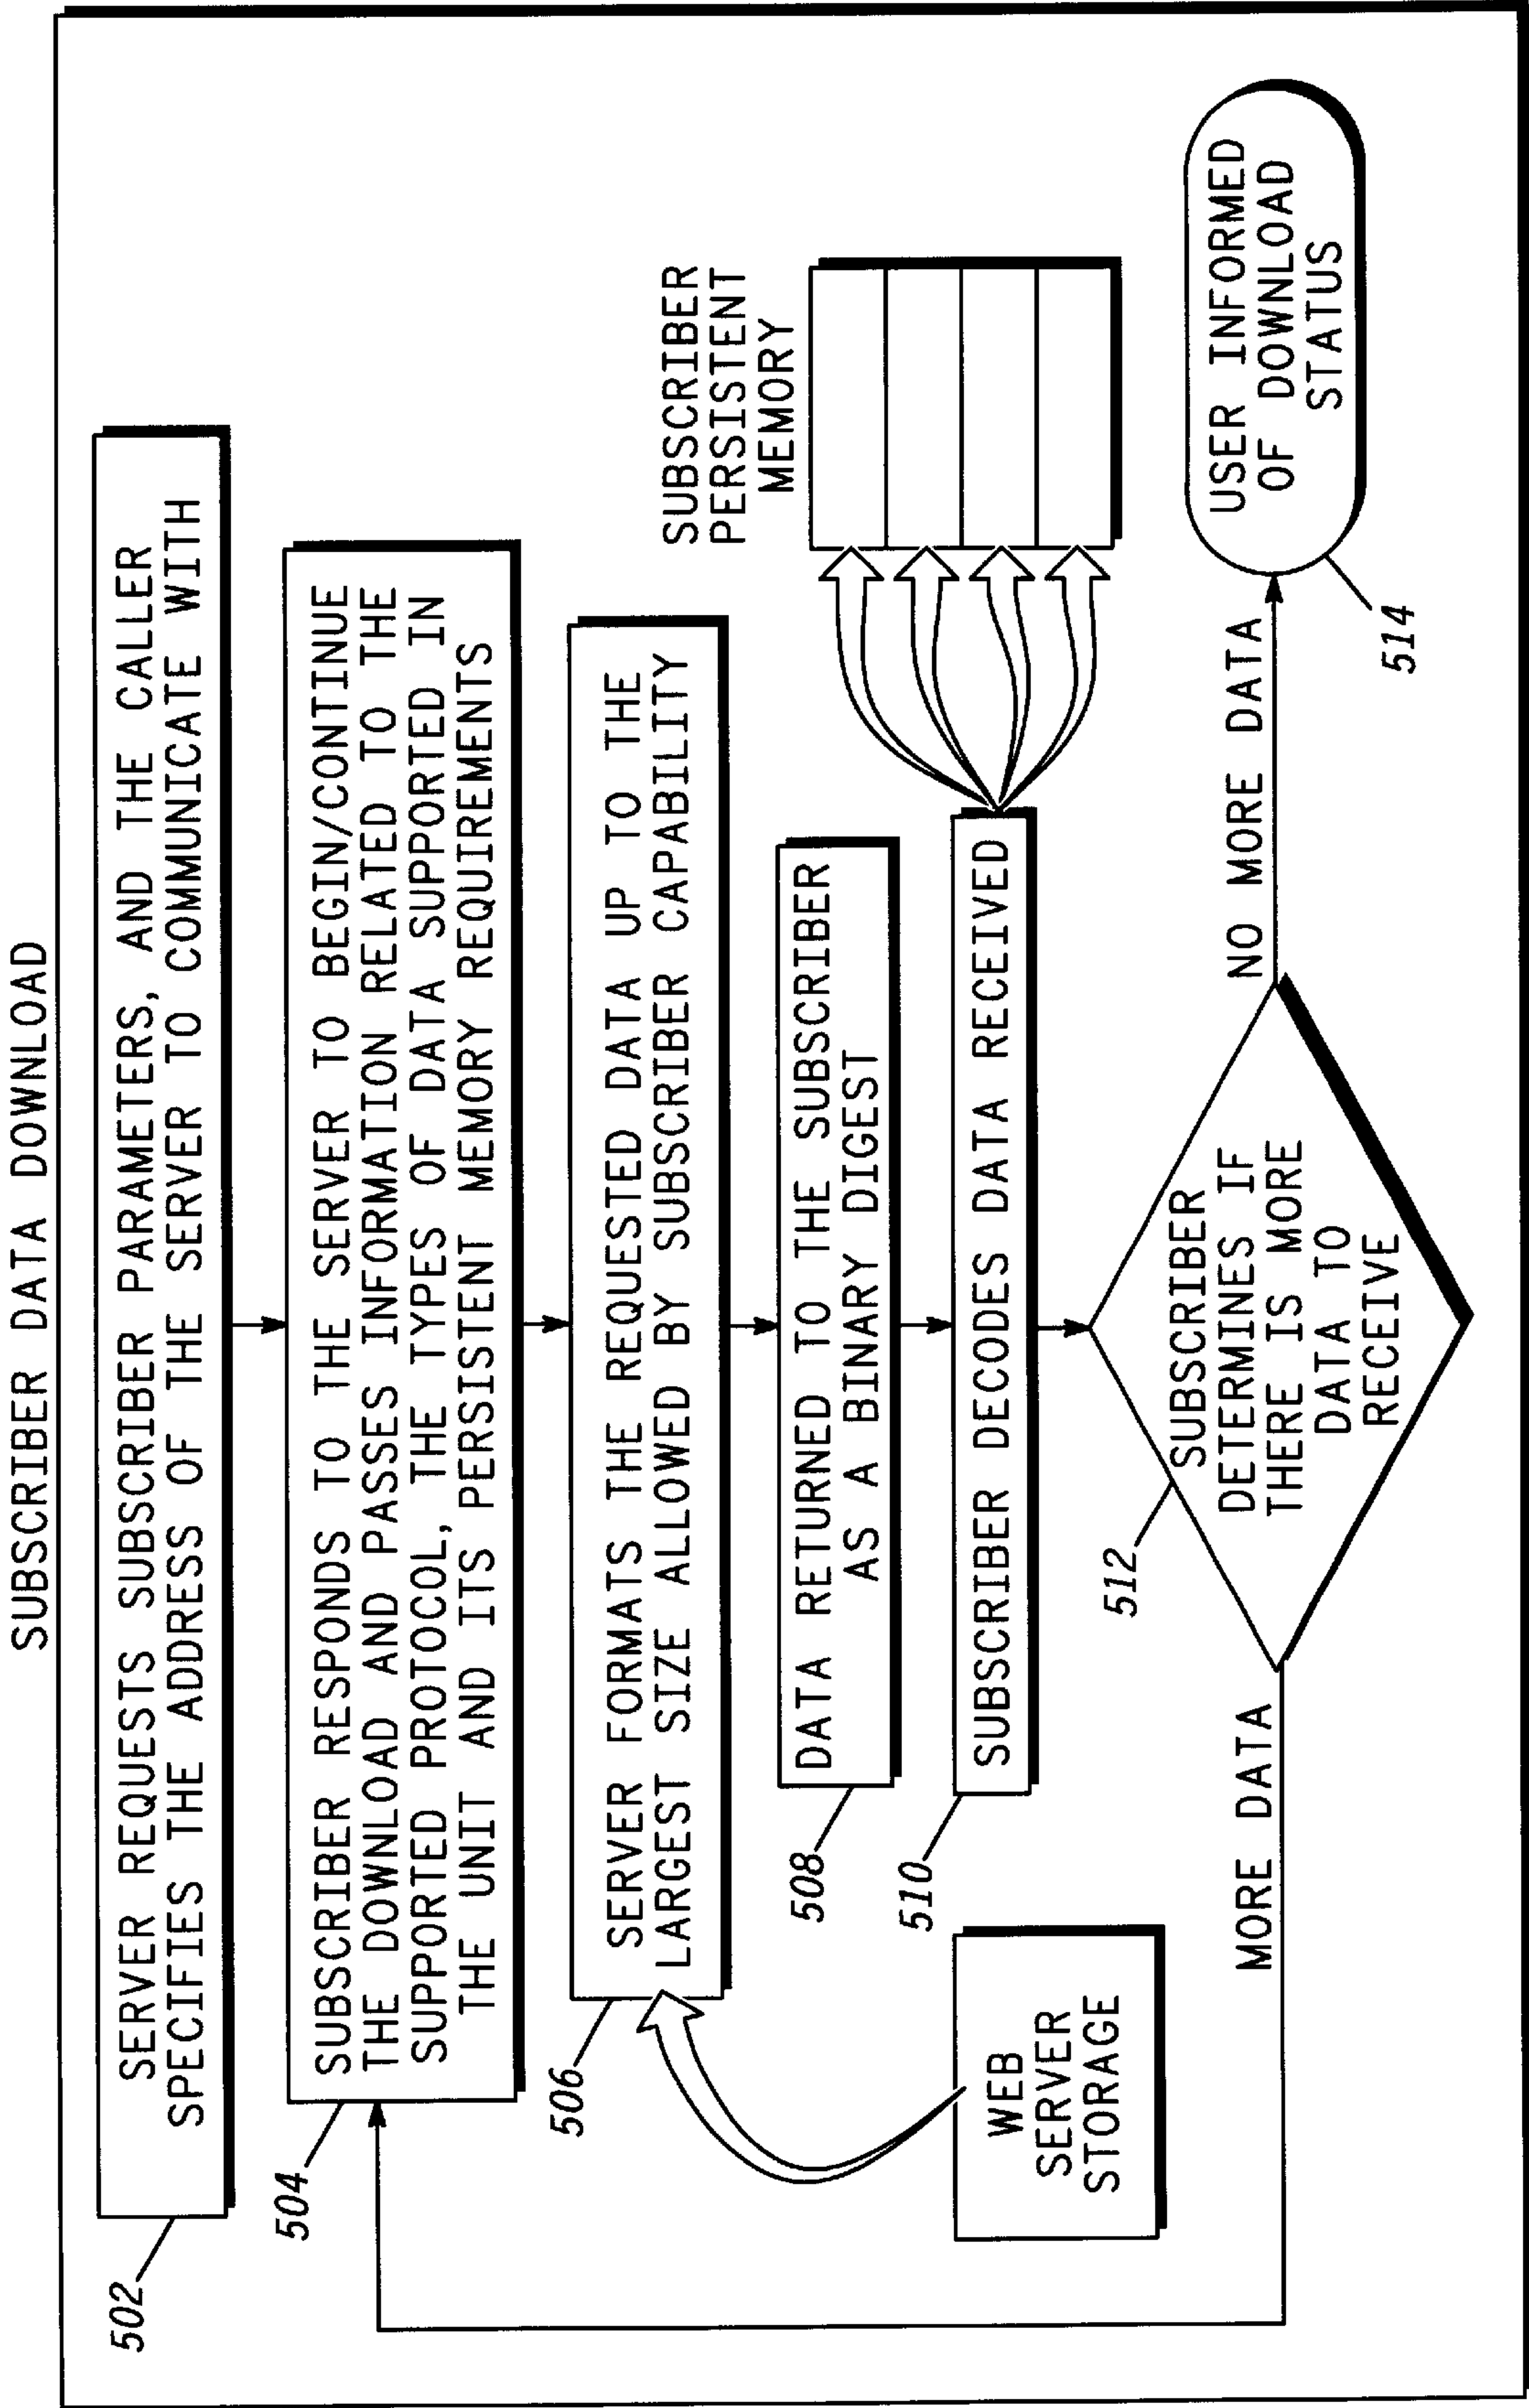 SUBSCRIBER DATA DOWNLOAD
SERVER REQUESTS SUBSCRIBER PARAMETERS, AND THE CALLER
SPECIFIES THE ADDRESS OF THE SERVER TO COMMUNICATE WITH
502
SUBSCRIBER RESPONDS TO THE SERVER TO BEGIN/CONTINUE
THE DOWNLOAD AND PASSES INFORMATION RELATED TO THE
SUPPORTED PROTOCOL, THE TYPES OF DATA SUPPORTED IN
THE UNIT AND ITS PERSISTENT MEMORY REQUIREMENTS
504
SERVER FORMATS THE REQUESTED DATA UP TO THE
LARGEST SIZE ALLOWED BY SUBSCRIBER CAPABILITY
506
SUBSCRIBER
PERSISTENT
MEMORY
DATA RETURNED TO THE SUBSCRIBER
AS A BINARY DIGEST
508
SUBSCRIBER DECODES DATA RECEIVED
510
WEB
SERVER
STORAGE
512
SUBSCRIBER
DETERMINES IF
THERE IS MORE
DATA TO
RECEIVE
MORE DATA
NO MORE DATA
USER INFORMED
OF DOWNLOAD
STATUS
514